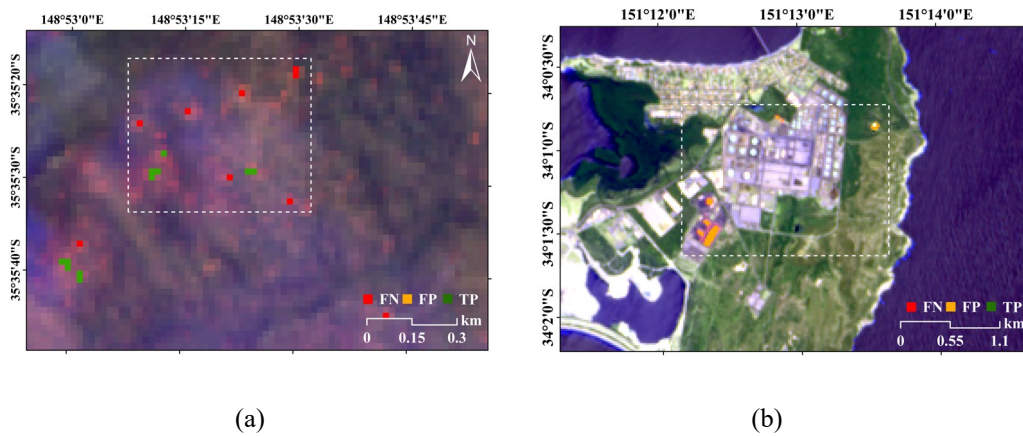 148°53'0"E 148°53'15"E 148°53'30"E 148°53'45"E
35°35'20"S
35°35'30"S
35°35'40"S
N
FN FP TP
km
0 0.15 0.3
(a)
151°12'0"E 151°13'0"E 151°14'0"E
34°0'30"S
34°1'0"S
34°1'30"S
34°2'0"S
FN FP TP
km
0 0.55 1.1
(b)